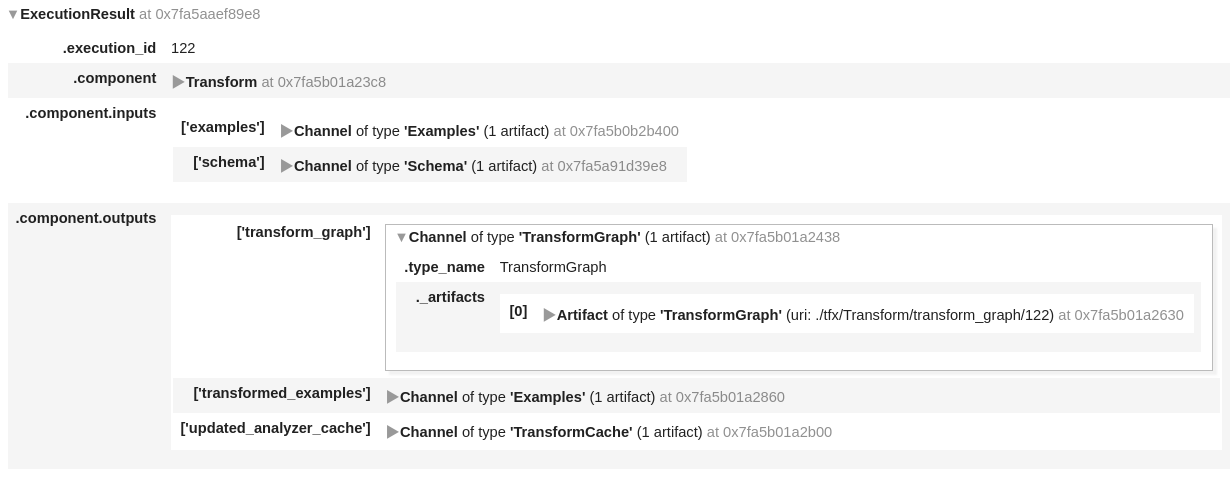 ▼ExecutionResult at 0x7fa5aaef89e8
.execution_id 122
.component ▶Transform at 0x7fa5b01a23c8
.component.inputs
['examples'] ▶Channel of type 'Examples' (1 artifact) at 0x7fa5b0b2b400
['schema'] ▶Channel of type 'Schema' (1 artifact) at 0x7fa5a91d39e8
.component.outputs
['transform_graph'] ▼Channel of type 'TransformGraph' (1 artifact) at 0x7fa5b01a2438
.type_name TransformGraph
._artifacts
[0] ▶Artifact of type 'TransformGraph' (uri: ./tfx/Transform/transform_graph/122) at 0x7fa5b01a2630
['transformed_examples'] ▶Channel of type 'Examples' (1 artifact) at 0x7fa5b01a2860
['updated_analyzer_cache'] ▶Channel of type 'TransformCache' (1 artifact) at 0x7fa5b01a2b00